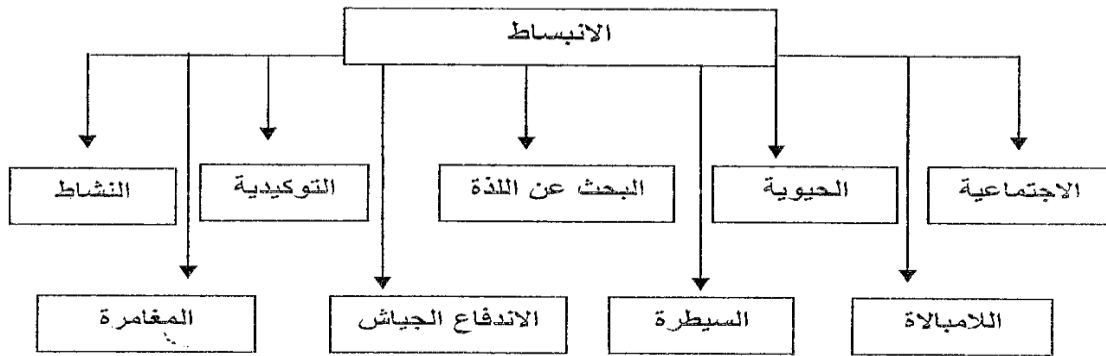 الانبساط
الاجتماعية
الحيوية
البحث عن اللذة
التوكيدية
النشاط
اللامبالاة
السيطرة
الاندفاع الجياش
المغامرة